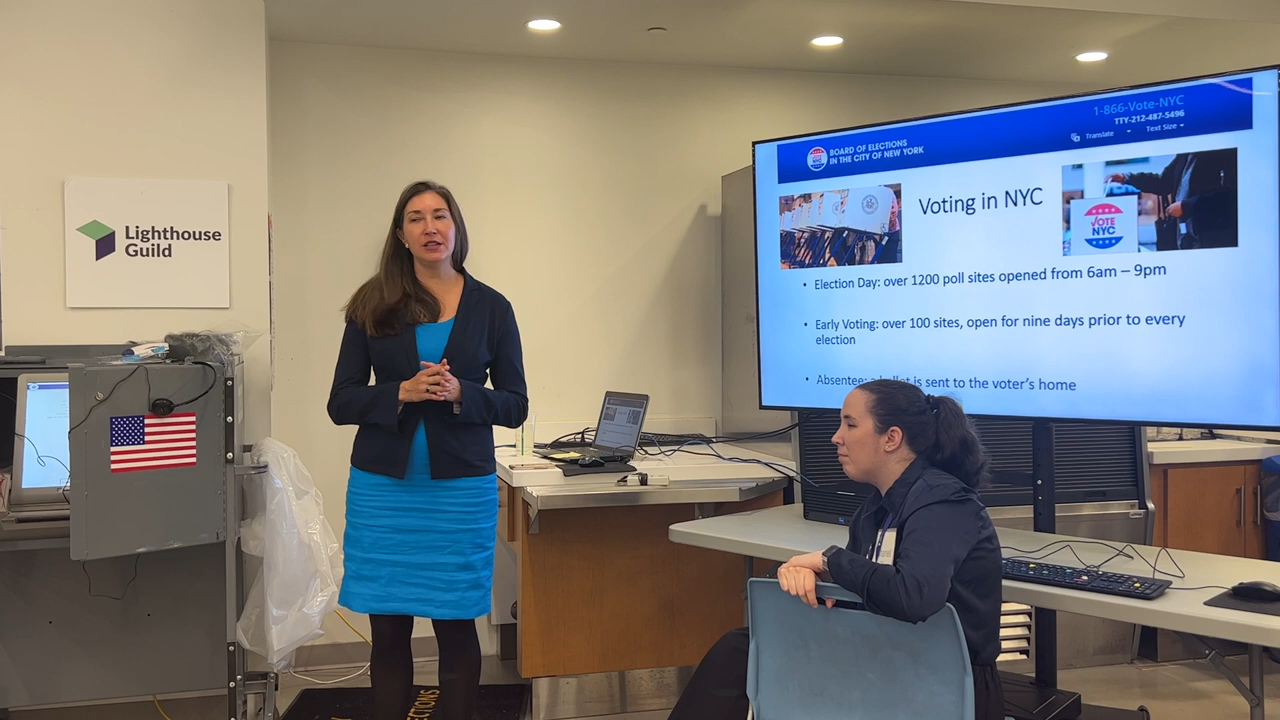 Lighthouse
Guild
1-866-Vote-NYC
TTY-212-487-5496
Translate
Text Size
BOARD OF ELECTIONS
IN THE CITY OF NEW YORK
Voting in NYC
VOTE
NYC
• Election Day: over 1200 poll sites opened from 6am – 9pm
• Early Voting: over 100 sites, open for nine days prior to every
election
• Absentee: ballot is sent to the voter's home
ECTIONS